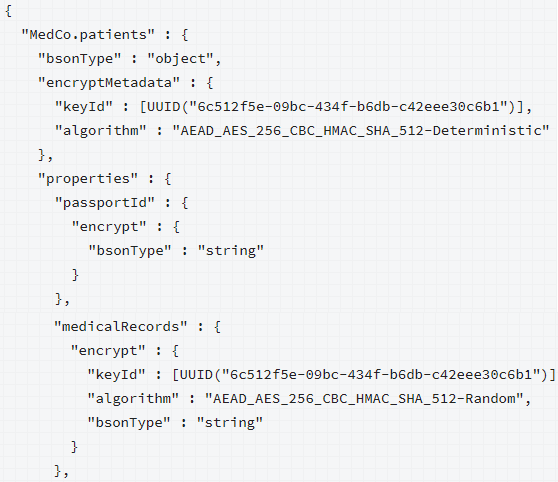 {
"MedCo.patients" : {
"bsonType" : "object",
"encryptMetadata" : {
"keyId" : [UUID("6c512f5e-09bc-434f-b6db-c42eee30c6b1")],
"algorithm" : "AEAD_AES_256_CBC_HMAC_SHA_512-Deterministic"
},
"properties" : {
"passportId" : {
"encrypt" : {
"bsonType" : "string"
}
},
"medicalRecords" : {
"encrypt" : {
"keyId" : [UUID("6c512f5e-09bc-434f-b6db-c42eee30c6b1")]
"algorithm" : "AEAD_AES_256_CBC_HMAC_SHA_512-Random",
"bsonType" : "string"
}
},